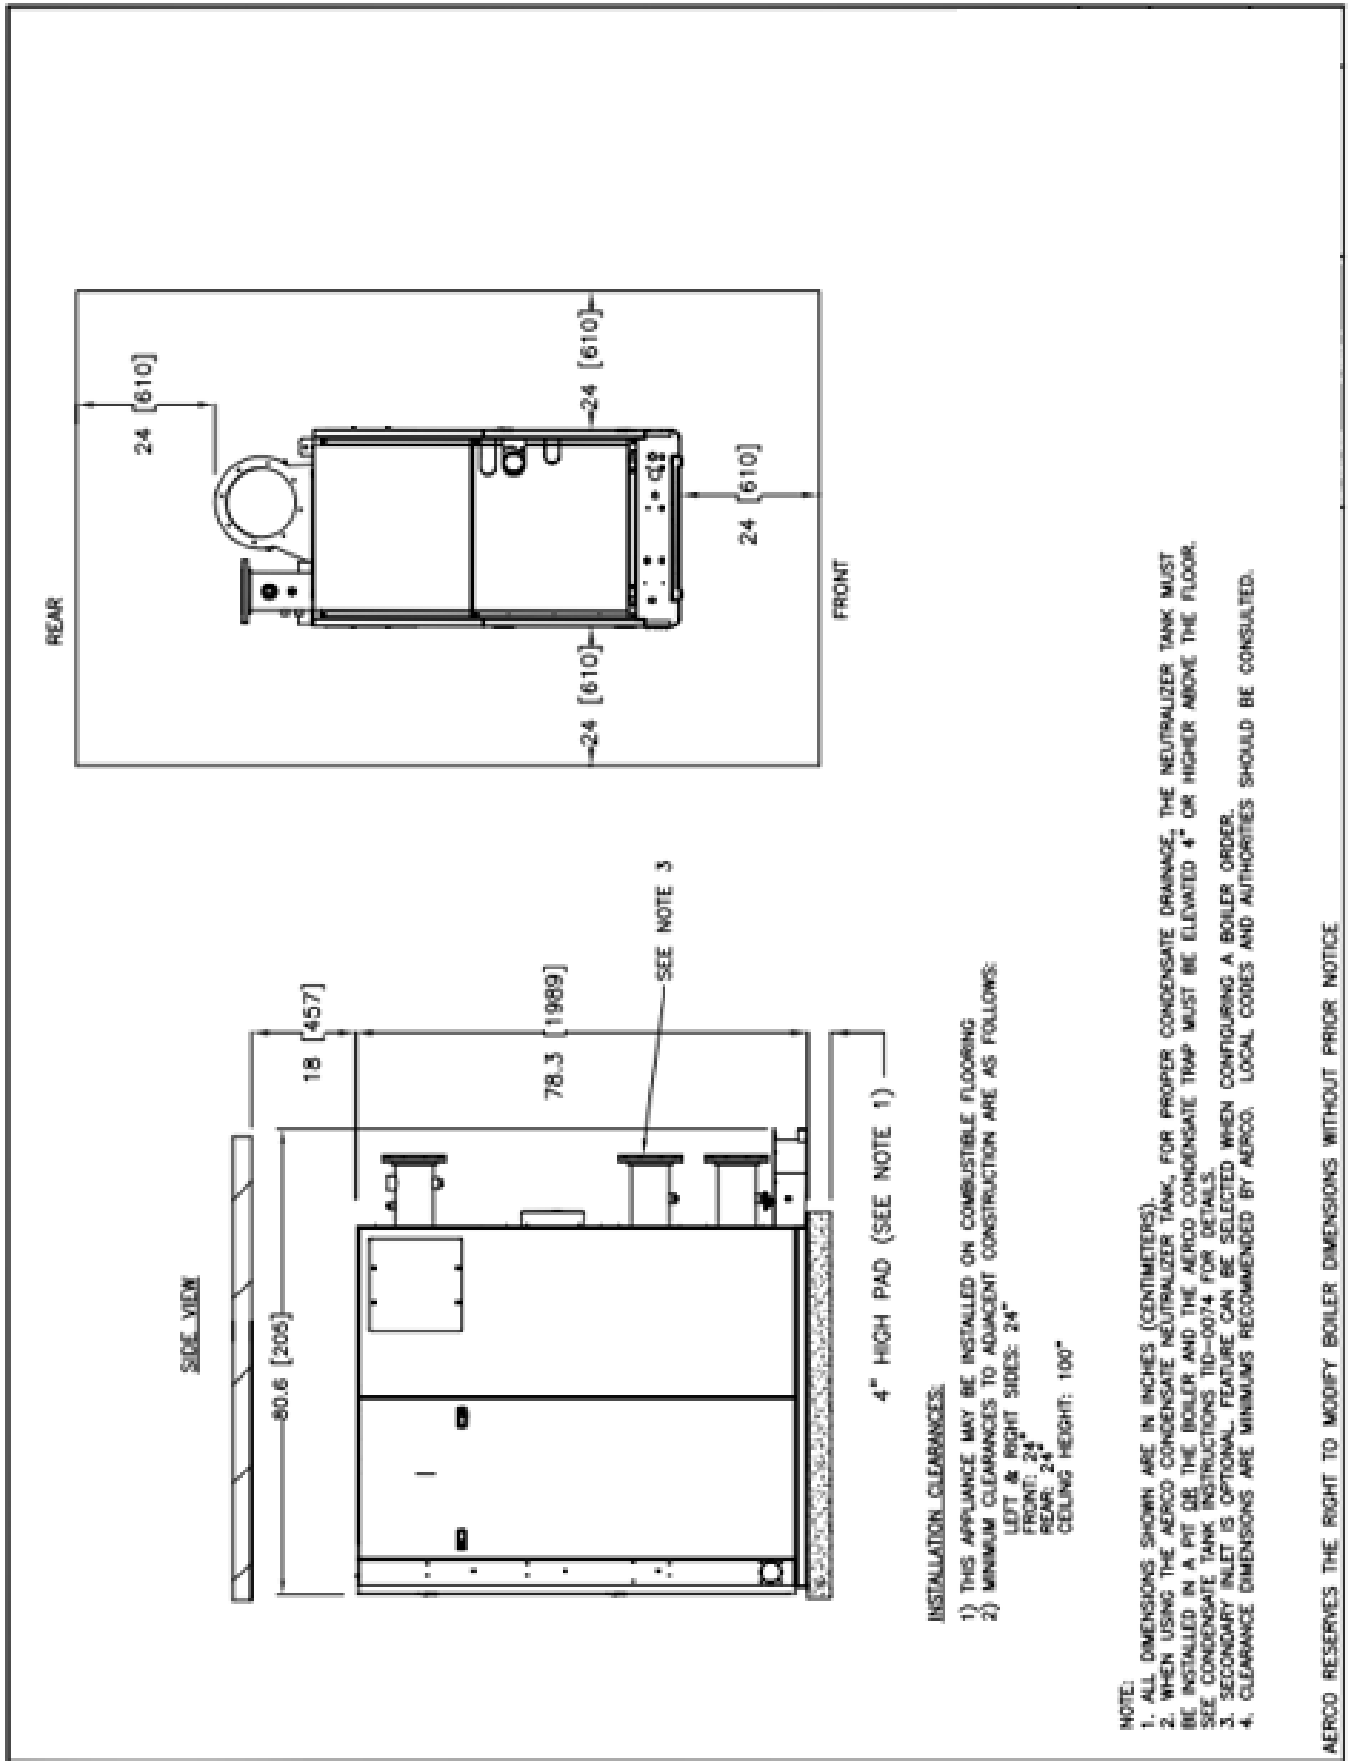 SIDE VIEW
80.6 [205]
18 [457]
78.3 [1989]
SEE NOTE 3
4" HIGH PAD (SEE NOTE 1)
REAR
24 [610]
24 [610]
24 [610]
24 [610]
FRONT
INSTALLATION CLEARANCES:
1) THIS APPLIANCE MAY BE INSTALLED ON COMBUSTIBLE FLOORING
2) MINIMUM CLEARANCES TO ADJACENT CONSTRUCTION ARE AS FOLLOWS:
LEFT & RIGHT SIDES: 24"
FRONT: 24"
REAR: 24"
CEILING HEIGHT: 100"
NOTE:
1. ALL DIMENSIONS SHOWN ARE IN INCHES (CENTIMETERS).
2. WHEN USING THE AERCO CONDENSATE NEUTRALIZER TANK, FOR PROPER CONDENSATE DRAINAGE, THE NEUTRALIZER TANK MUST
BE INSTALLED IN A PIT OR THE BOILER AND THE AERCO CONDENSATE TRAP MUST BE ELEVATED 4" OR HIGHER ABOVE THE FLOOR.
SEE CONDENSATE TANK INSTRUCTIONS TID-0074 FOR DETAILS.
3. SECONDARY INLET IS OPTIONAL. FEATURE CAN BE SELECTED WHEN CONFIGURING A BOILER ORDER.
4. CLEARANCE DIMENSIONS ARE MINIMUMS RECOMMENDED BY AERCO. LOCAL CODES AND AUTHORITIES SHOULD BE CONSULTED.
AERCO RESERVES THE RIGHT TO MODIFY BOILER DIMENSIONS WITHOUT PRIOR NOTICE